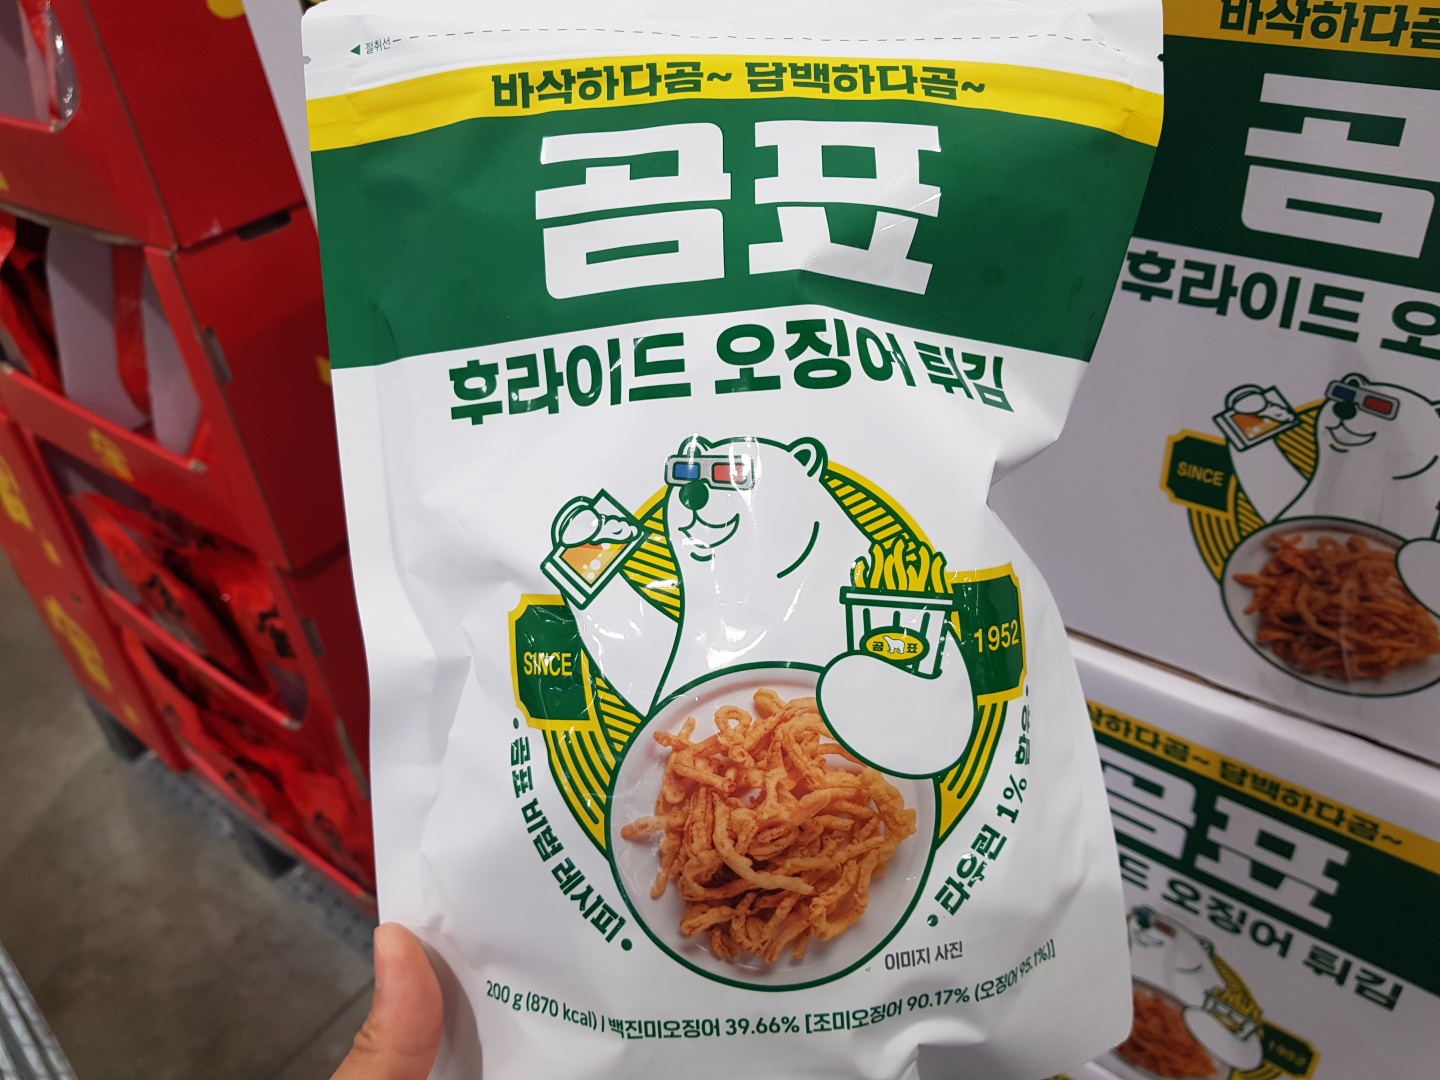 ◀ 절취선
바삭하다곰~ 담백하다곰~
곰표
후라이드 오징어 튀김
SINCE
1952
곰 표
• 곰표 비법 레시피 •
• 타우린 1% 함유 •
이미지 사진
200 g (870 kcal) | 백진미오징어 39.66% [조미오징어 90.17% (오징어 95.1%)]
바삭하다곰
곰
후라이드 오
SINCE
삭하다곰~ 담백하다곰~
곰표
드 오징어 튀김
1952